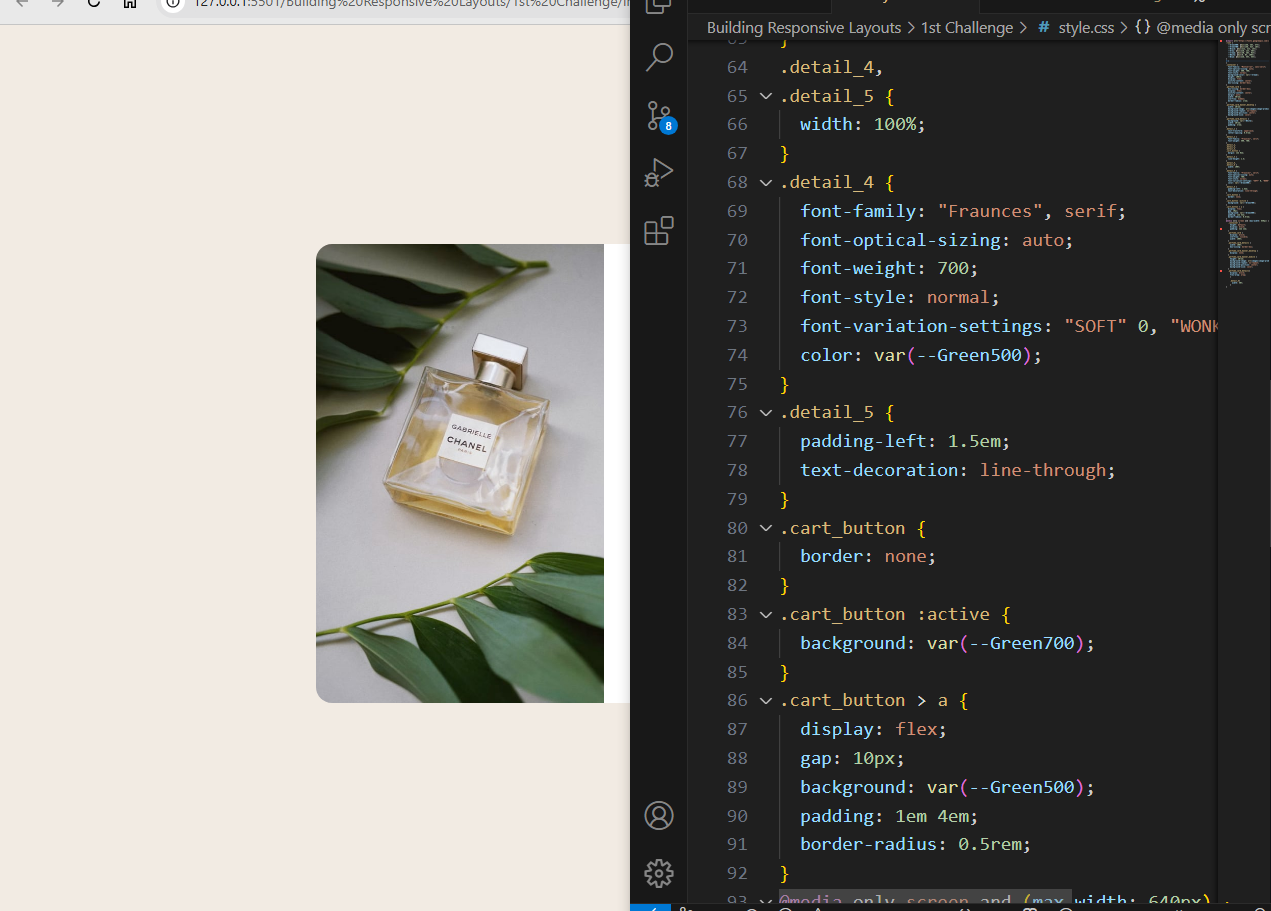 127.0.0.1:5501/Building%20Responsive%20Layouts/1st%20Challenge/
Building Responsive Layouts > 1st Challenge > # style.css > {} @media only scr
63 }
64 .detail_4,
65 .detail_5 {
66 width: 100%;
67 }
68 .detail_4 {
69 font-family: "Fraunces", serif;
70 font-optical-sizing: auto;
71 font-weight: 700;
72 font-style: normal;
73 font-variation-settings: "SOFT" 0, "WONK
74 color: var(--Green500);
75 }
76 .detail_5 {
77 padding-left: 1.5em;
78 text-decoration: line-through;
79 }
80 .cart_button {
81 border: none;
82 }
83 .cart_button :active {
84 background: var(--Green700);
85 }
86 .cart_button > a {
87 display: flex;
88 gap: 10px;
89 background: var(--Green500);
90 padding: 1em 4em;
91 border-radius: 0.5rem;
92 }
93 @media only screen and (max-width: 640px)
8
GABRIELLE
CHANEL
PARIS